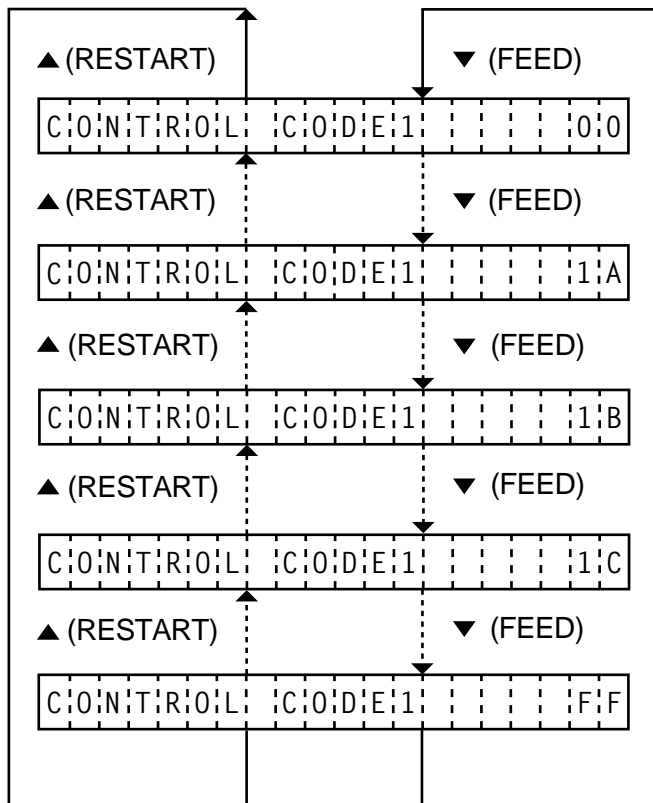 ▲ (RESTART) ▼ (FEED)
CONTROL CODE1 00
▲ (RESTART) ▼ (FEED)
CONTROL CODE1 1A
▲ (RESTART) ▼ (FEED)
CONTROL CODE1 1B
▲ (RESTART) ▼ (FEED)
CONTROL CODE1 1C
▲ (RESTART) ▼ (FEED)
CONTROL CODE1 FF